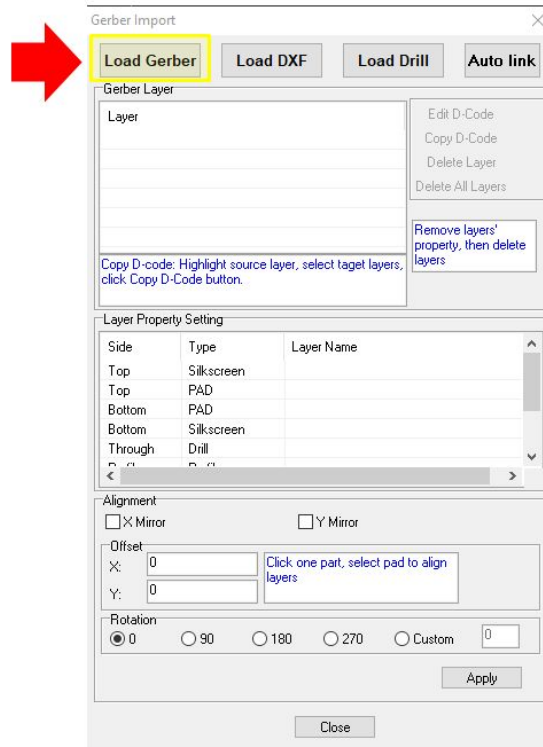 Gerber Import
Load Gerber Load DXF Load Drill Auto link
Gerber Layer
Layer
Edit D-Code
Copy D-Code
Delete Layer
Delete All Layers
Remove layers'
property, then delete
layers
Copy D-code: Highlight source layer, select taget layers,
click Copy D-Code button.
Layer Property Setting
Side Type Layer Name
Top Silkscreen
Top PAD
Bottom PAD
Bottom Silkscreen
Through Drill
Alignment
X Mirror Y Mirror
Offset
X: 0
Y: 0
Click one part, select pad to align
layers
Rotation
0 90 180 270 Custom 0
Apply
Close